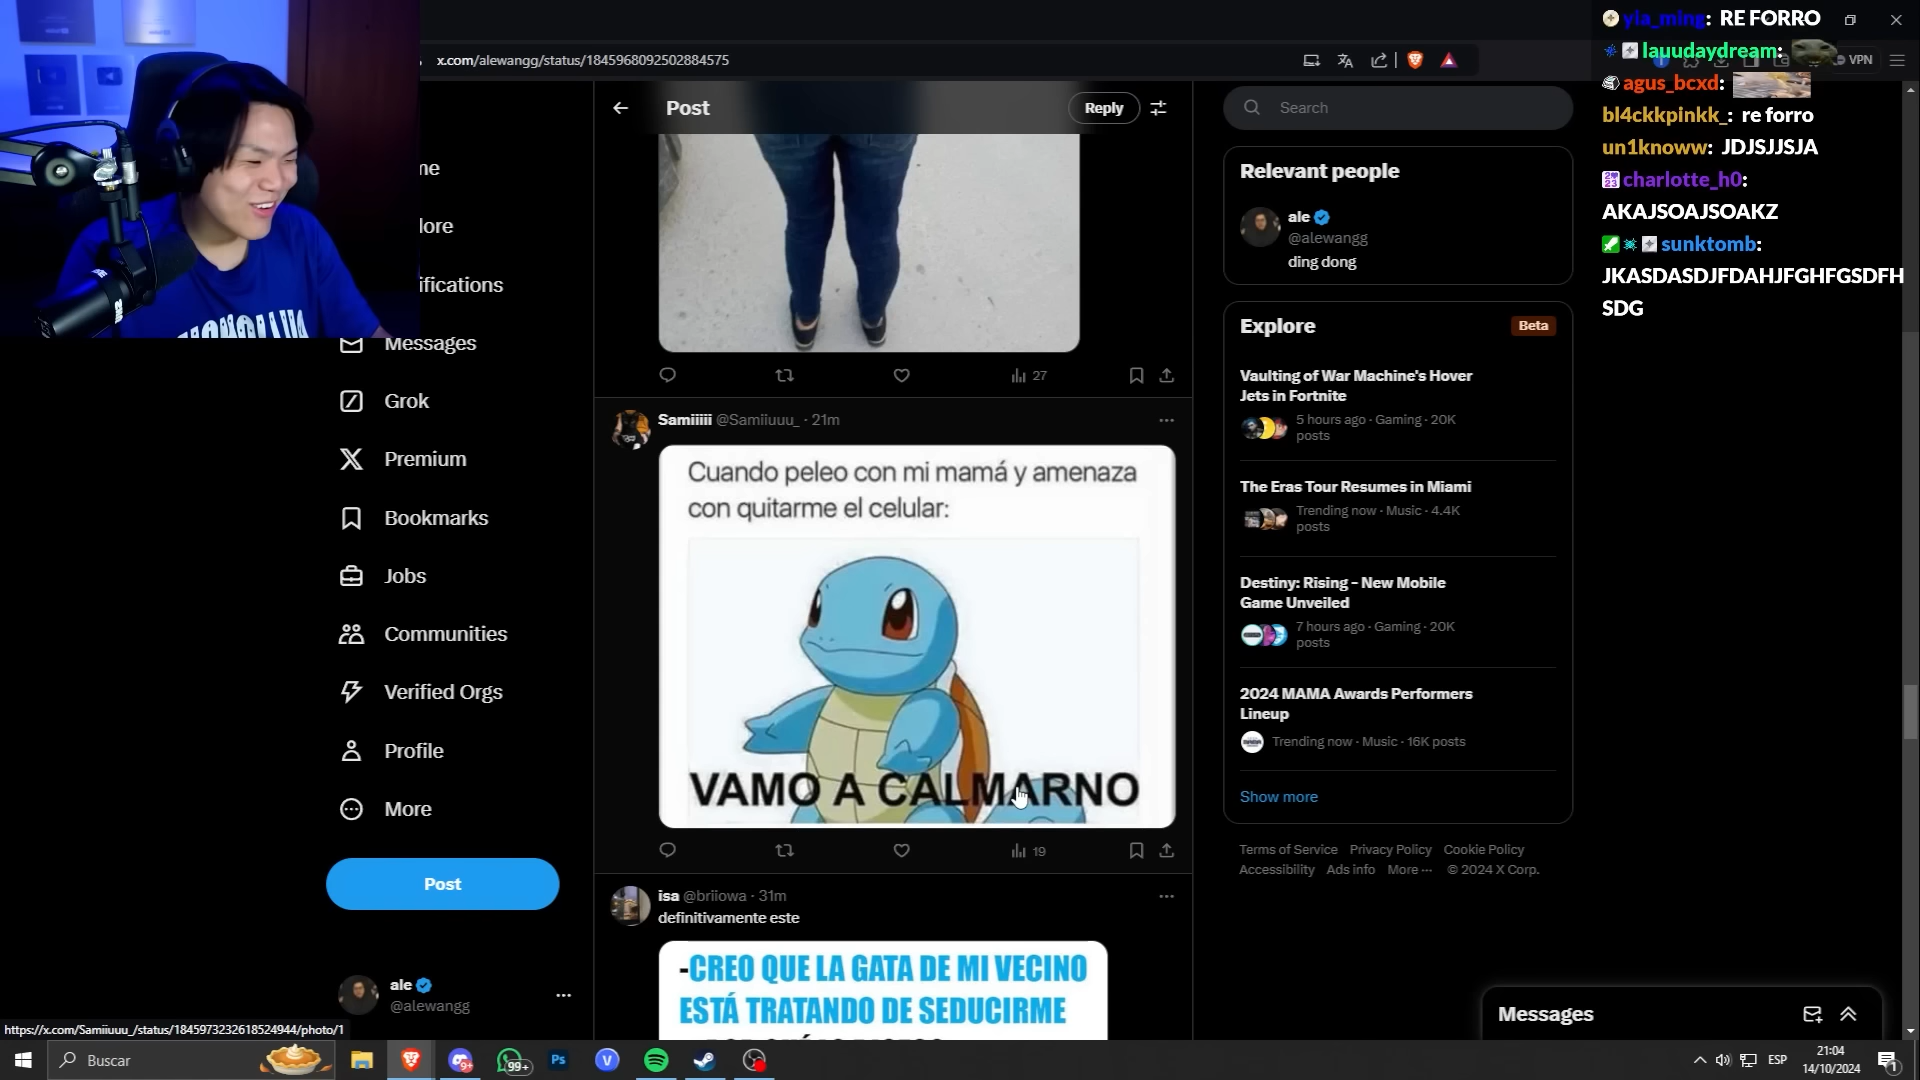 x.com/alewangg/status/1845968092502884575
VPN
Post
Reply
Search
Messages
Grok
Premium
Bookmarks
Jobs
Communities
Verified Orgs
Profile
More
Post
ale
@alewangg
27
Samiiiii @Samiiuuu_ · 21m
Cuando peleo con mi mamá y amenaza
con quitarme el celular:
VAMO A CALMARNO
19
isa @briiowa · 31m
definitivamente este
-CREO QUE LA GATA DE MI VECINO
ESTÁ TRATANDO DE SEDUCIRME
Relevant people
ale
@alewangg
ding dong
Explore
Beta
Vaulting of War Machine's Hover
Jets in Fortnite
5 hours ago · Gaming · 20K
posts
The Eras Tour Resumes in Miami
Trending now · Music · 4.4K
posts
Destiny: Rising – New Mobile
Game Unveiled
7 hours ago · Gaming · 20K
posts
2024 MAMA Awards Performers
Lineup
Trending now · Music · 16K posts
Show more
Terms of Service Privacy Policy Cookie Policy
Accessibility Ads info More ··· © 2024 X Corp.
Messages
yla_ming: RE FORRO
lauudaydream:
agus_bcxd:
bl4ckkpinkk_: re forro
un1knoww: JDJSJJSJA
charlotte_h0:
AKAJSOAJSOAKZ
sunktomb:
JKASDASDJFDAHJFGHFGSDFH
SDG
https://x.com/Samiiuuu_/status/1845973232618524944/photo/1
Buscar
99+
Ps
ESP
21:04
14/10/2024